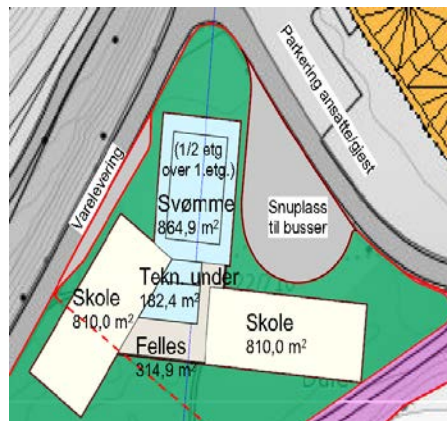 Parkering ansatte/gjest
Varelevering
(1/2 etg
over 1.etg.)
Svømme
864,9 m²
Snuplass
til busser
Tekn. under
182,4 m²
Skole
810,0 m²
Skole
810,0 m²
Felles
314,9 m²